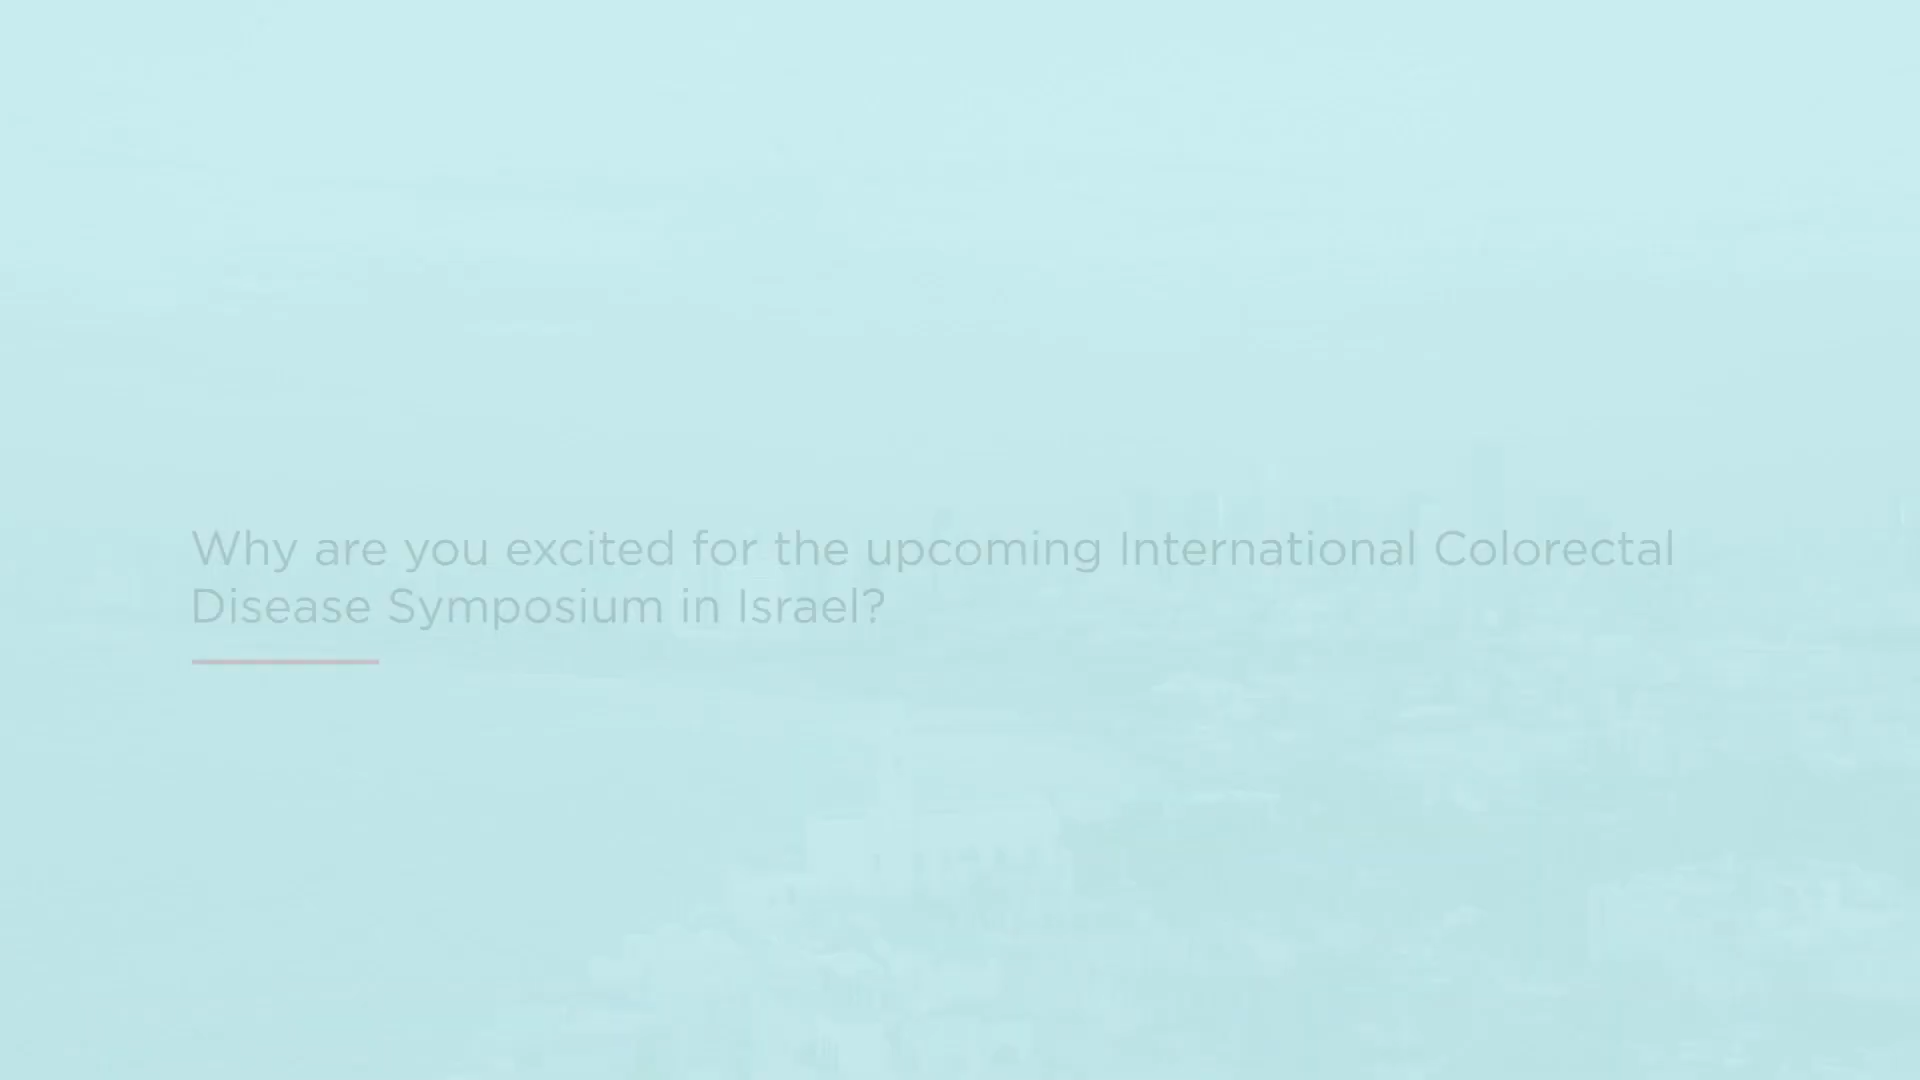 Why are you excited for the upcoming International Colorectal
Disease Symposium in Israel?